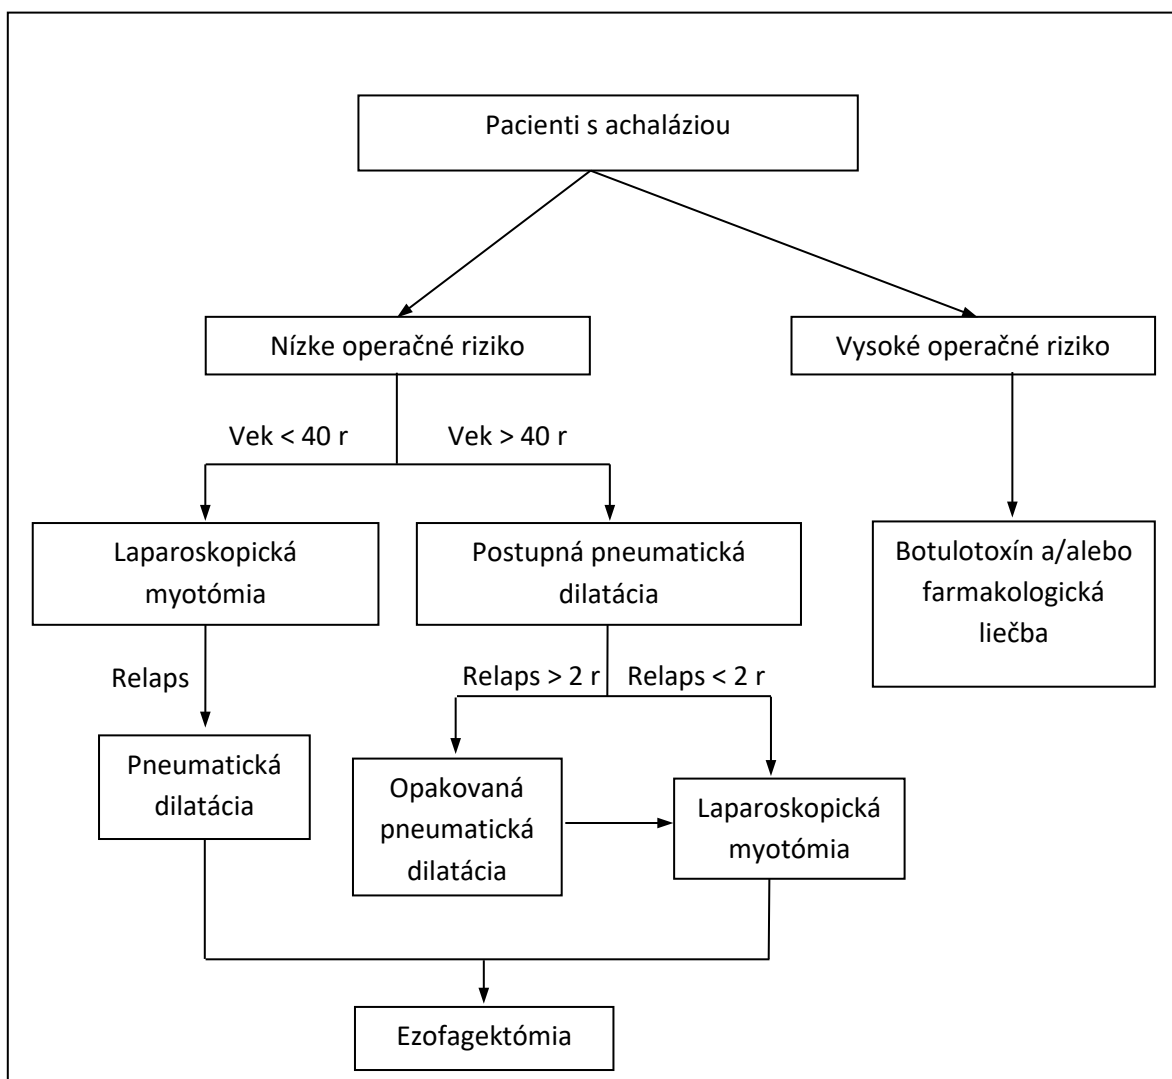 Pacienti s achaláziou
Nízke operačné riziko
Vysoké operačné riziko
Vek < 40 r
Vek > 40 r
Laparoskopická
myotómia
Postupná pneumatická
dilatácia
Botulotoxín a/alebo
farmakologická
liečba
Relaps
Relaps > 2 r
Relaps < 2 r
Pneumatická
dilatácia
Opakovaná
pneumatická
dilatácia
Laparoskopická
myotómia
Ezofagektómia